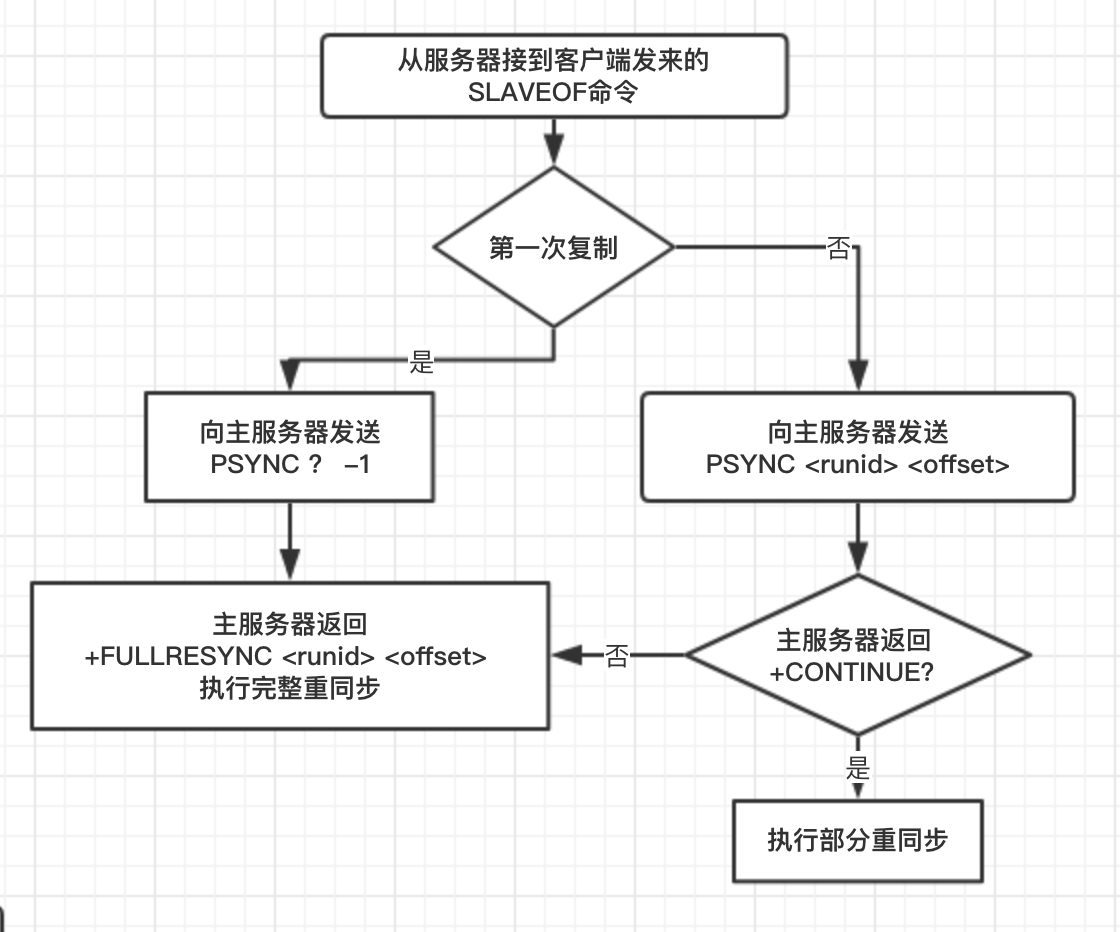 从服务器接到客户端发来的
SLAVEOF命令
第一次复制
否
是
向主服务器发送
PSYNC ? -1
向主服务器发送
PSYNC <runid> <offset>
主服务器返回
+FULLRESYNC <runid> <offset>
执行完整重同步
否
主服务器返回
+CONTINUE?
是
执行部分重同步